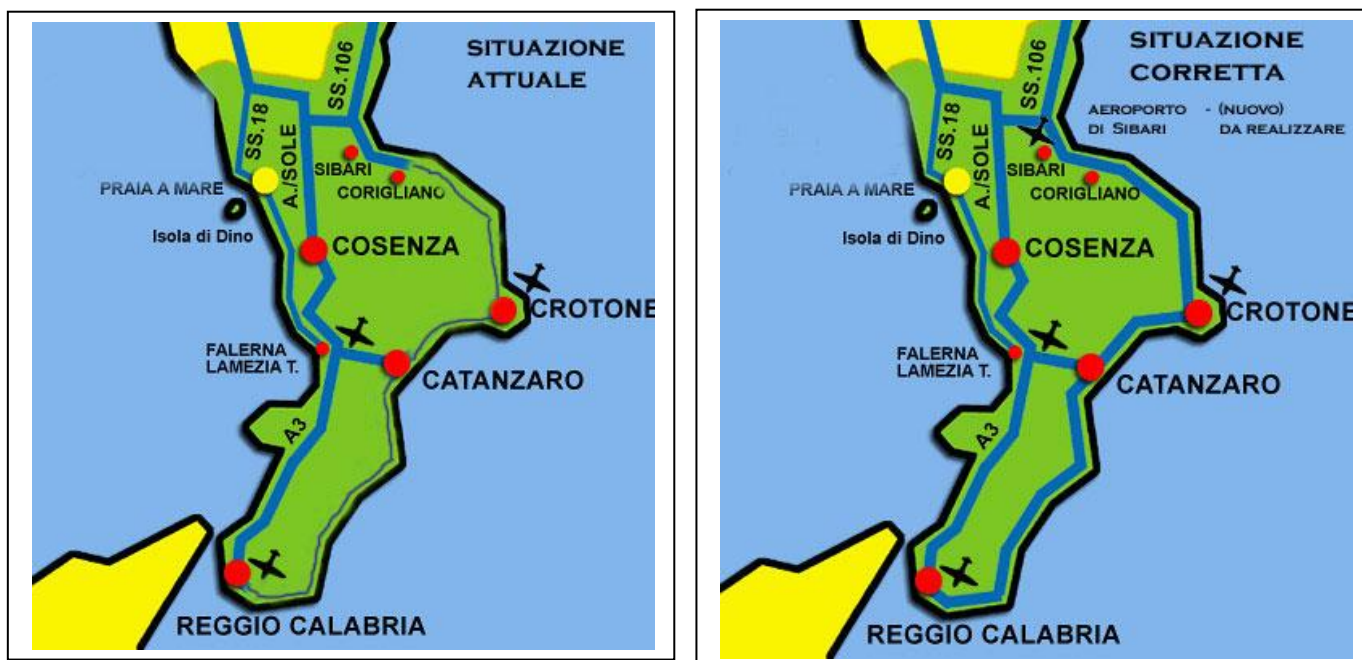 SITUAZIONE
ATTUALE
SS.106
SS.18
A./SOLE
SIBARI
PRAIA A MARE
CORIGLIANO
Isola di Dino
COSENZA
CROTONE
FALERNA
LAMEZIA T.
CATANZARO
A3
REGGIO CALABRIA
SITUAZIONE
CORRETTA
SS.106
AEROPORTO - (NUOVO)
DI SIBARI DA REALIZZARE
SS.18
A./SOLE
SIBARI
PRAIA A MARE
CORIGLIANO
Isola di Dino
COSENZA
CROTONE
FALERNA
LAMEZIA T.
CATANZARO
A3
REGGIO CALABRIA